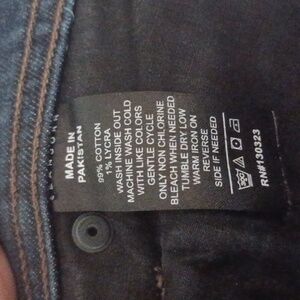 MADE IN
PAKISTAN
99% COTTON
1% LYCRA
WASH INSIDE OUT
MACHINE WASH COLD
WITH LIKE COLORS
GENTLE CYCLE
ONLY NON CHLORINE
BLEACH WHEN NEEDED
TUMBLE DRY LOW
WARM IRON ON
REVERSE
SIDE IF NEEDED
RN#130323